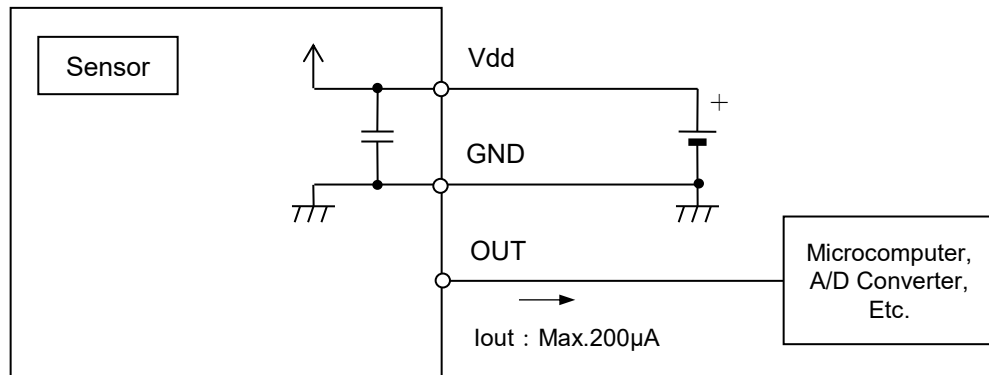 Sensor
Vdd
+
GND
OUT
Microcomputer,
A/D Converter,
Etc.
Iout : Max.200µA